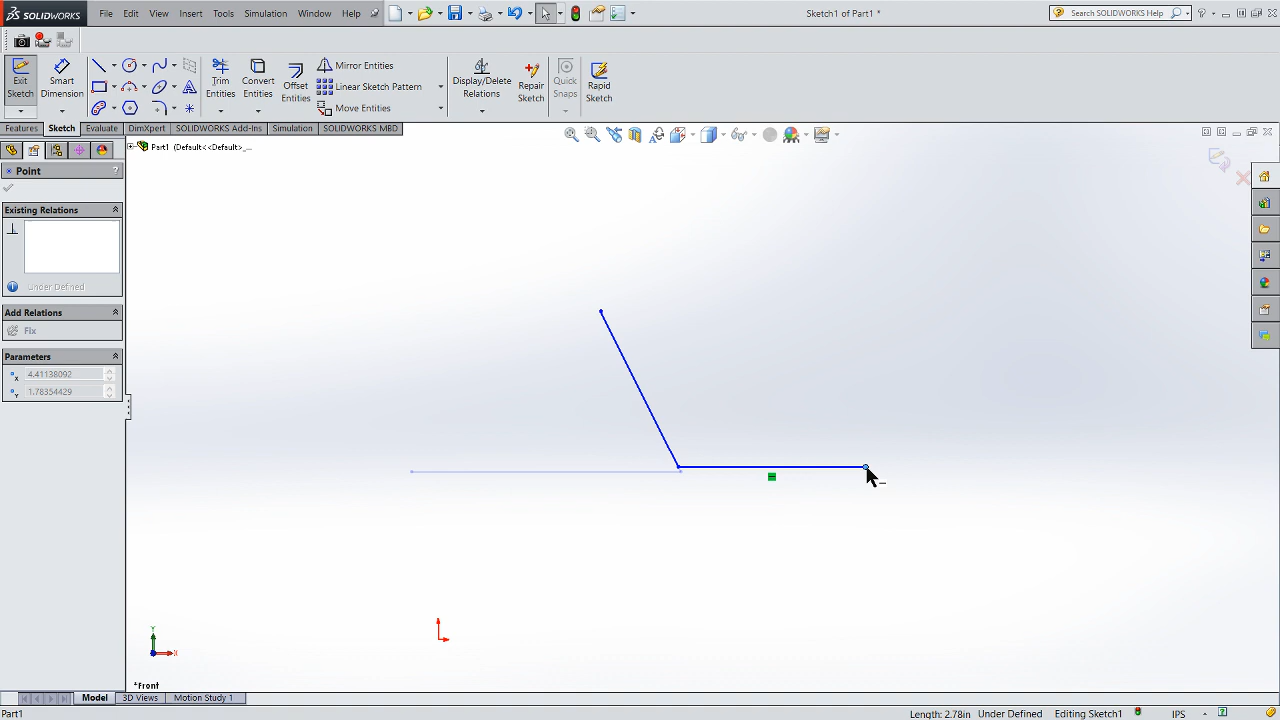 SOLIDWORKS File Edit View Insert Tools Simulation Window Help Sketch1 of Part1 * Search SOLIDWORKS Help
Exit Sketch
Smart Dimension
Trim Entities
Convert Entities
Offset Entities
Mirror Entities
Linear Sketch Pattern
Move Entities
Display/Delete Relations
Repair Sketch
Quick Snaps
Rapid Sketch
Features Sketch Evaluate DimXpert SOLIDWORKS Add-Ins Simulation SOLIDWORKS MBD
Part1 (Default<<Default>_...
Point ?
Existing Relations
Under Defined
Add Relations
Fix
Parameters
4.41138092
1.78354429
Y
X
*Front
Model 3D Views Motion Study 1
Part1 Length: 2.78in Under Defined Editing Sketch1 IPS